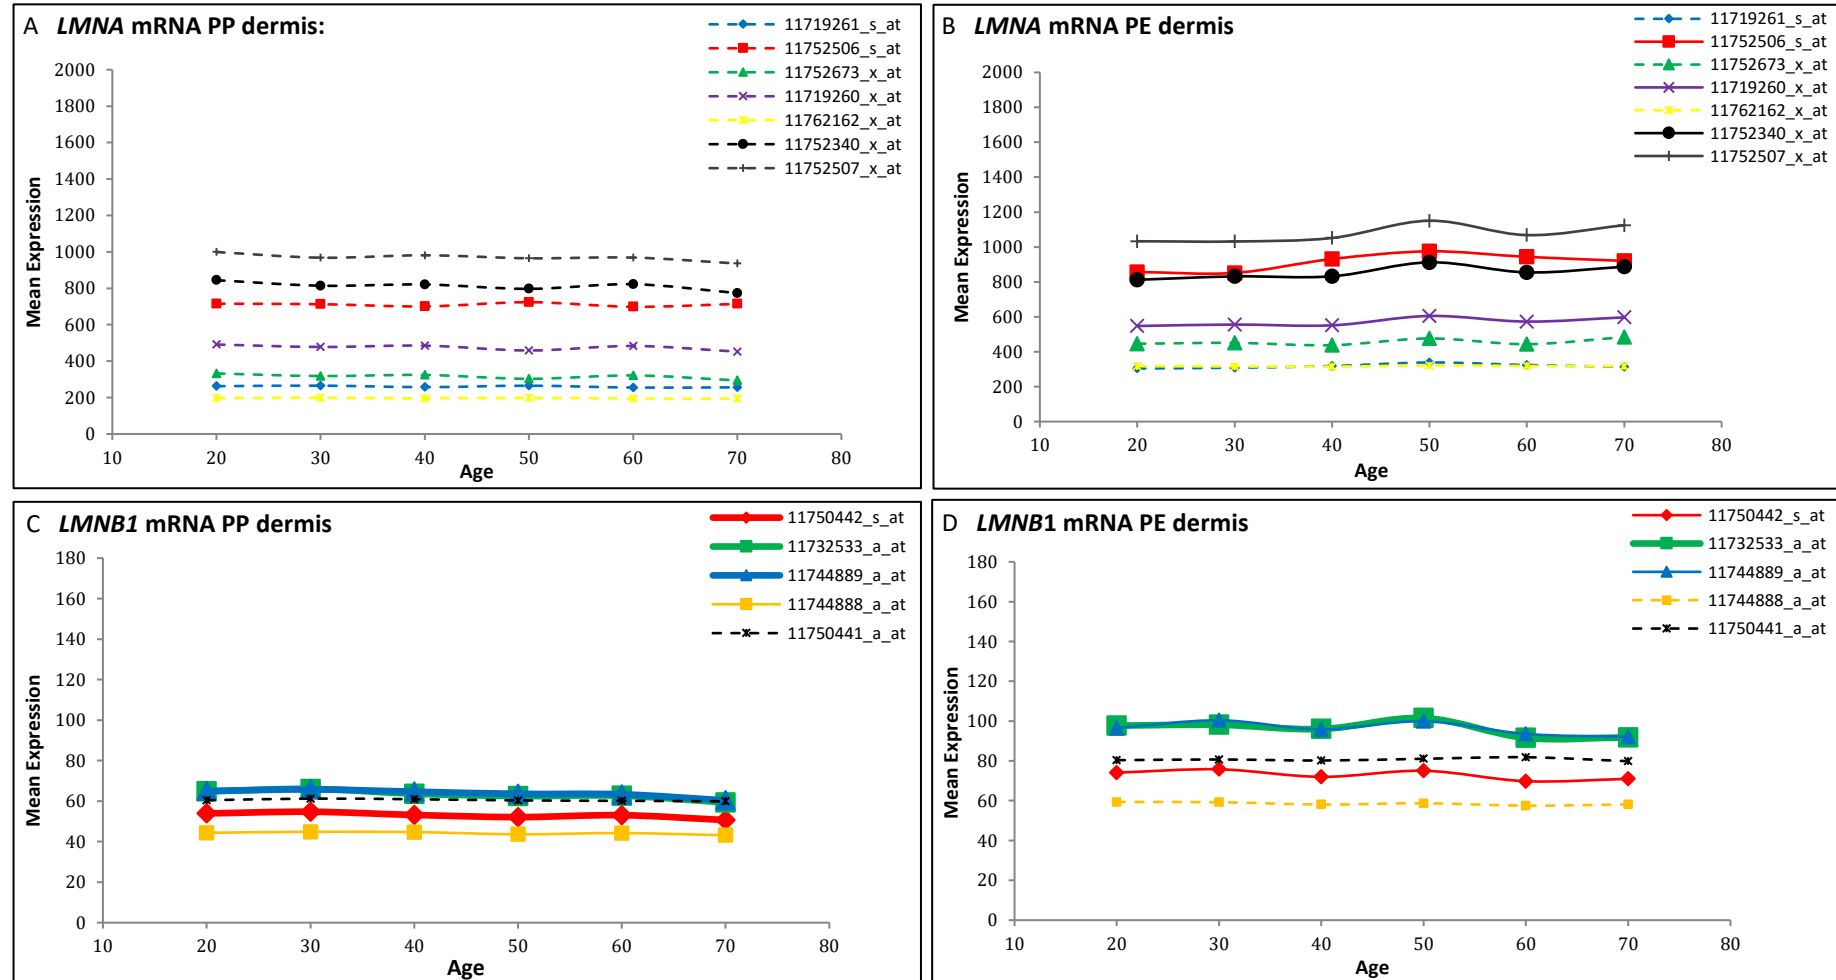 A LMNA mRNA PP dermis:
11719261_s_at
11752506_s_at
11752673_x_at
11719260_x_at
11762162_x_at
11752340_x_at
11752507_x_at
Mean Expression
2000
1800
1600
1400
1200
1000
800
600
400
200
0
10 20 30 40 50 60 70 80
Age
B LMNA mRNA PE dermis
11719261_s_at
11752506_s_at
11752673_x_at
11719260_x_at
11762162_x_at
11752340_x_at
11752507_x_at
Mean Expression
2000
1800
1600
1400
1200
1000
800
600
400
200
0
10 20 30 40 50 60 70 80
Age
C LMNB1 mRNA PP dermis
11750442_s_at
11732533_a_at
11744889_a_at
11744888_a_at
11750441_a_at
Mean Expression
180
160
140
120
100
80
60
40
20
0
10 20 30 40 50 60 70 80
Age
D LMNB1 mRNA PE dermis
11750442_s_at
11732533_a_at
11744889_a_at
11744888_a_at
11750441_a_at
Mean Expression
180
160
140
120
100
80
60
40
20
0
10 20 30 40 50 60 70 80
Age